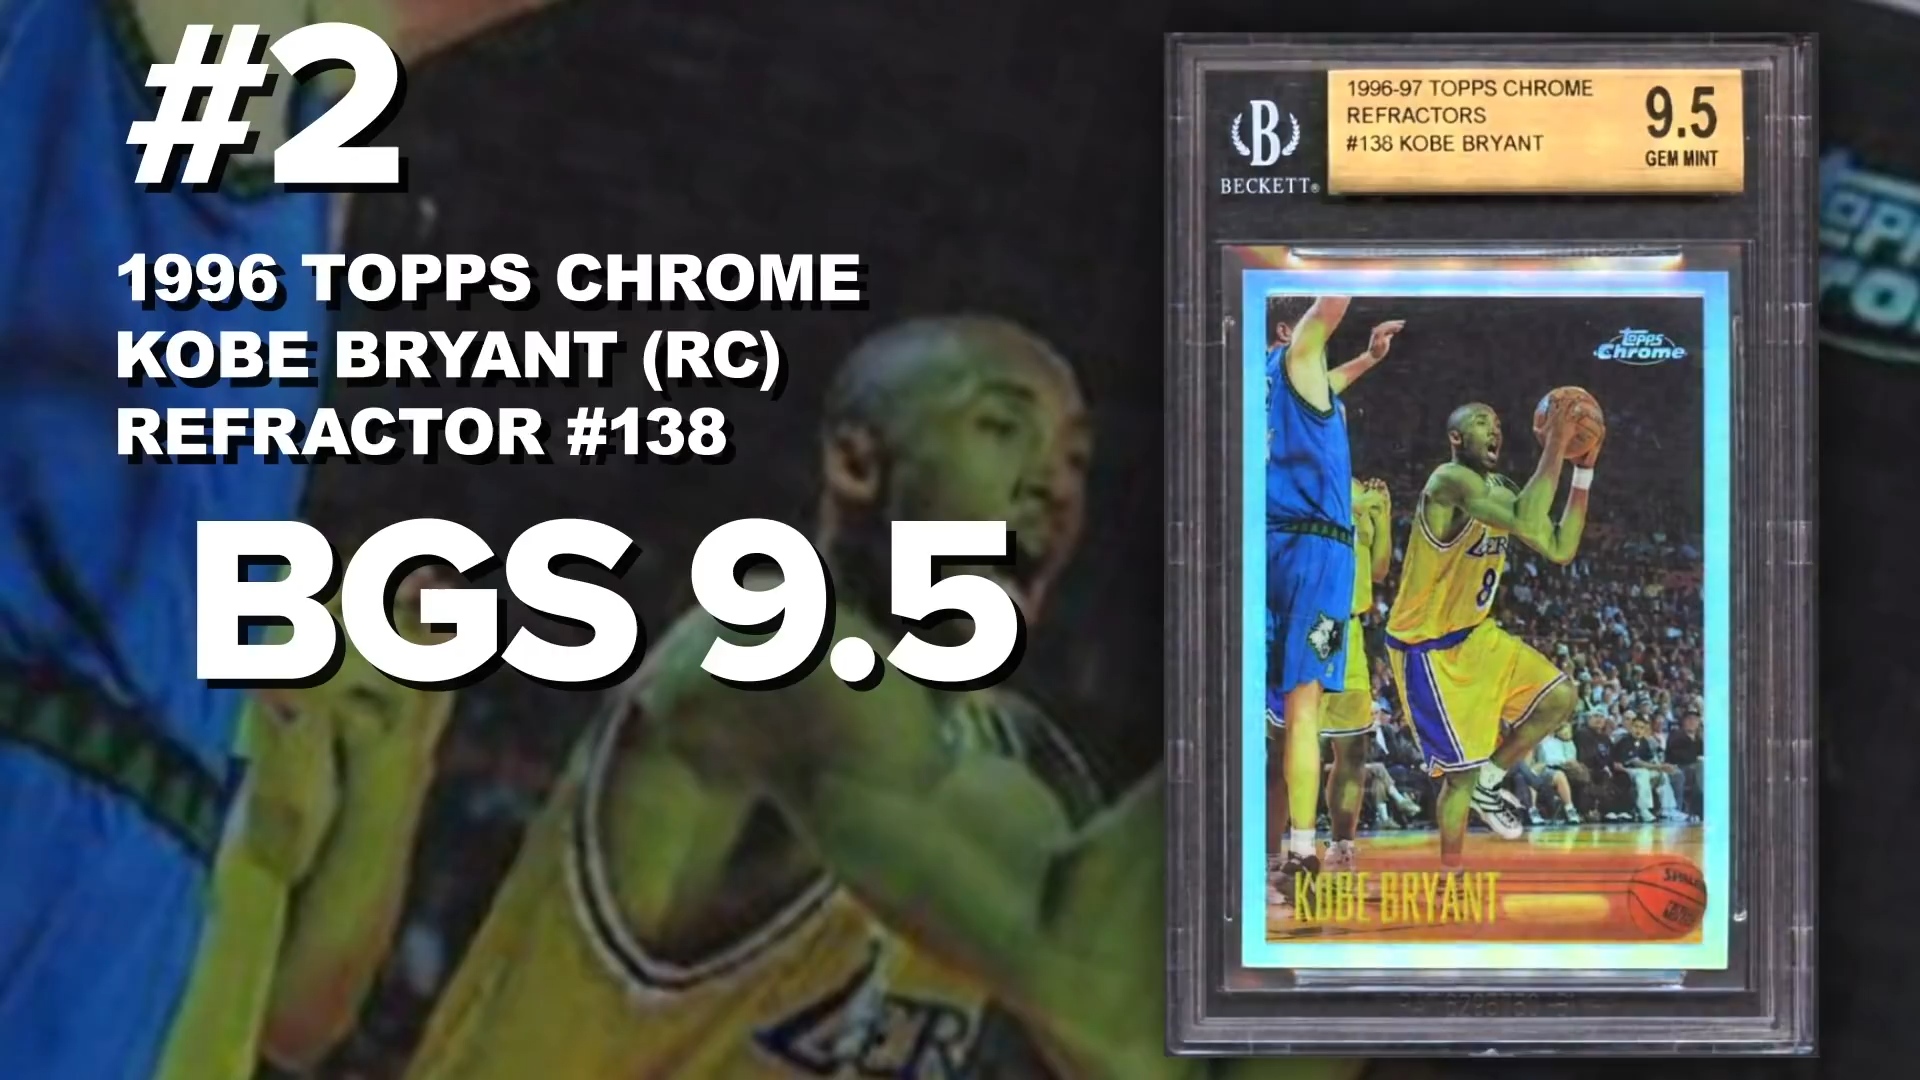 #2
1996 TOPPS CHROME
KOBE BRYANT (RC)
REFRACTOR #138
BGS 9.5
B
BECKETT®
1996-97 TOPPS CHROME
REFRACTORS
#138 KOBE BRYANT
9.5
GEM MINT
Topps
Chrome
8
KOBE BRYANT